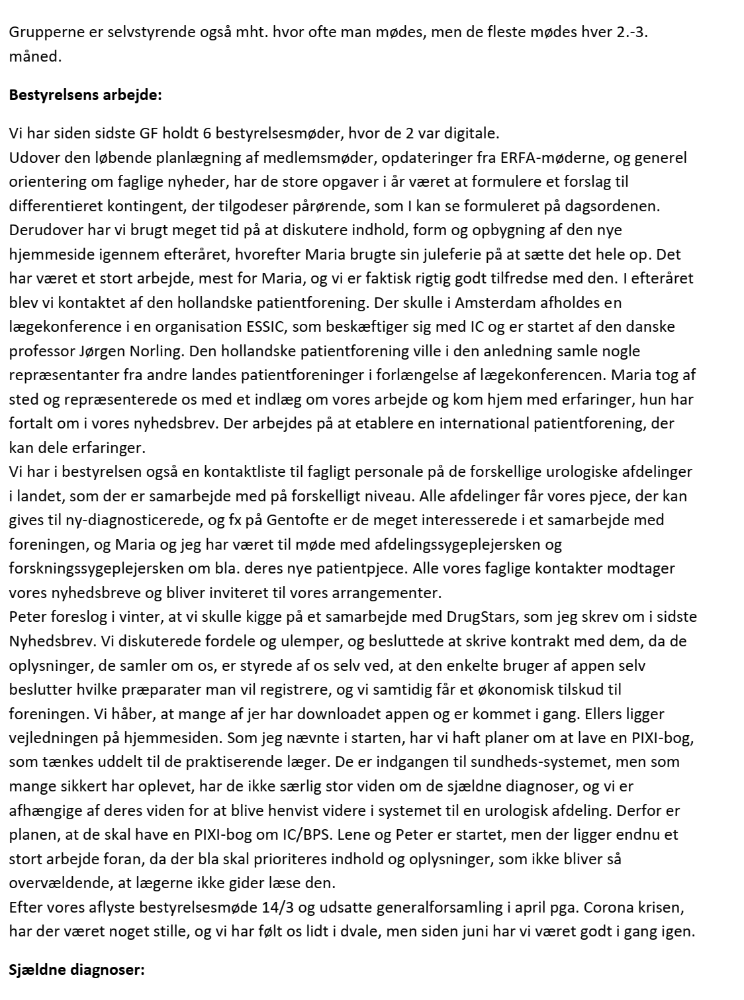 Grupperne er selvstyrende også mht. hvor ofte man mødes, men de fleste mødes hver 2.-3.
måned.
Bestyrelsens arbejde:
Vi har siden sidste GF holdt 6 bestyrelsesmøder, hvor de 2 var digitale.
Udover den løbende planlægning af medlemsmøder, opdateringer fra ERFA-møderne, og generel
orientering om faglige nyheder, har de store opgaver i år været at formulere et forslag til
differentieret kontingent, der tilgodeser pårørende, som I kan se formuleret på dagsordenen.
Derudover har vi brugt meget tid på at diskutere indhold, form og opbygning af den nye
hjemmeside igennem efteråret, hvorefter Maria brugte sin juleferie på at sætte det hele op. Det
har været et stort arbejde, mest for Maria, og vi er faktisk rigtig godt tilfredse med den. I efteråret
blev vi kontaktet af den hollandske patientforening. Der skulle i Amsterdam afholdes en
lægekonference i en organisation ESSIC, som beskæftiger sig med IC og er startet af den danske
professor Jørgen Norling. Den hollandske patientforening ville i den anledning samle nogle
repræsentanter fra andre landes patientforeninger i forlængelse af lægekonferencen. Maria tog af
sted og repræsenterede os med et indlæg om vores arbejde og kom hjem med erfaringer, hun har
fortalt om i vores nyhedsbrev. Der arbejdes på at etablere en international patientforening, der
kan dele erfaringer.
Vi har i bestyrelsen også en kontaktliste til fagligt personale på de forskellige urologiske afdelinger
i landet, som der er samarbejde med på forskelligt niveau. Alle afdelinger får vores pjece, der kan
gives til ny-diagnosticerede, og fx på Gentofte er de meget interesserede i et samarbejde med
foreningen, og Maria og jeg har været til møde med afdelingssygeplejersken og
forskningssygeplejersken om bla. deres nye patientpjece. Alle vores faglige kontakter modtager
vores nyhedsbreve og bliver inviteret til vores arrangementer.
Peter foreslog i vinter, at vi skulle kigge på et samarbejde med DrugStars, som jeg skrev om i sidste
Nyhedsbrev. Vi diskuterede fordele og ulemper, og besluttede at skrive kontrakt med dem, da de
oplysninger, de samler om os, er styrede af os selv ved, at den enkelte bruger af appen selv
beslutter hvilke præparater man vil registrere, og vi samtidig får et økonomisk tilskud til
foreningen. Vi håber, at mange af jer har downloadet appen og er kommet i gang. Ellers ligger
vejledningen på hjemmesiden. Som jeg nævnte i starten, har vi haft planer om at lave en PIXI-bog,
som tænkes uddelt til de praktiserende læger. De er indgangen til sundheds-systemet, men som
mange sikkert har oplevet, har de ikke særlig stor viden om de sjældne diagnoser, og vi er
afhængige af deres viden for at blive henvist videre i systemet til en urologisk afdeling. Derfor er
planen, at de skal have en PIXI-bog om IC/BPS. Lene og Peter er startet, men der ligger endnu et
stort arbejde foran, da der bla skal prioriteres indhold og oplysninger, som ikke bliver så
overvældende, at lægerne ikke gider læse den.
Efter vores aflyste bestyrelsesmøde 14/3 og udsatte generalforsamling i april pga. Corona krisen,
har der været noget stille, og vi har følt os lidt i dvale, men siden juni har vi været godt i gang igen.
Sjældne diagnoser: